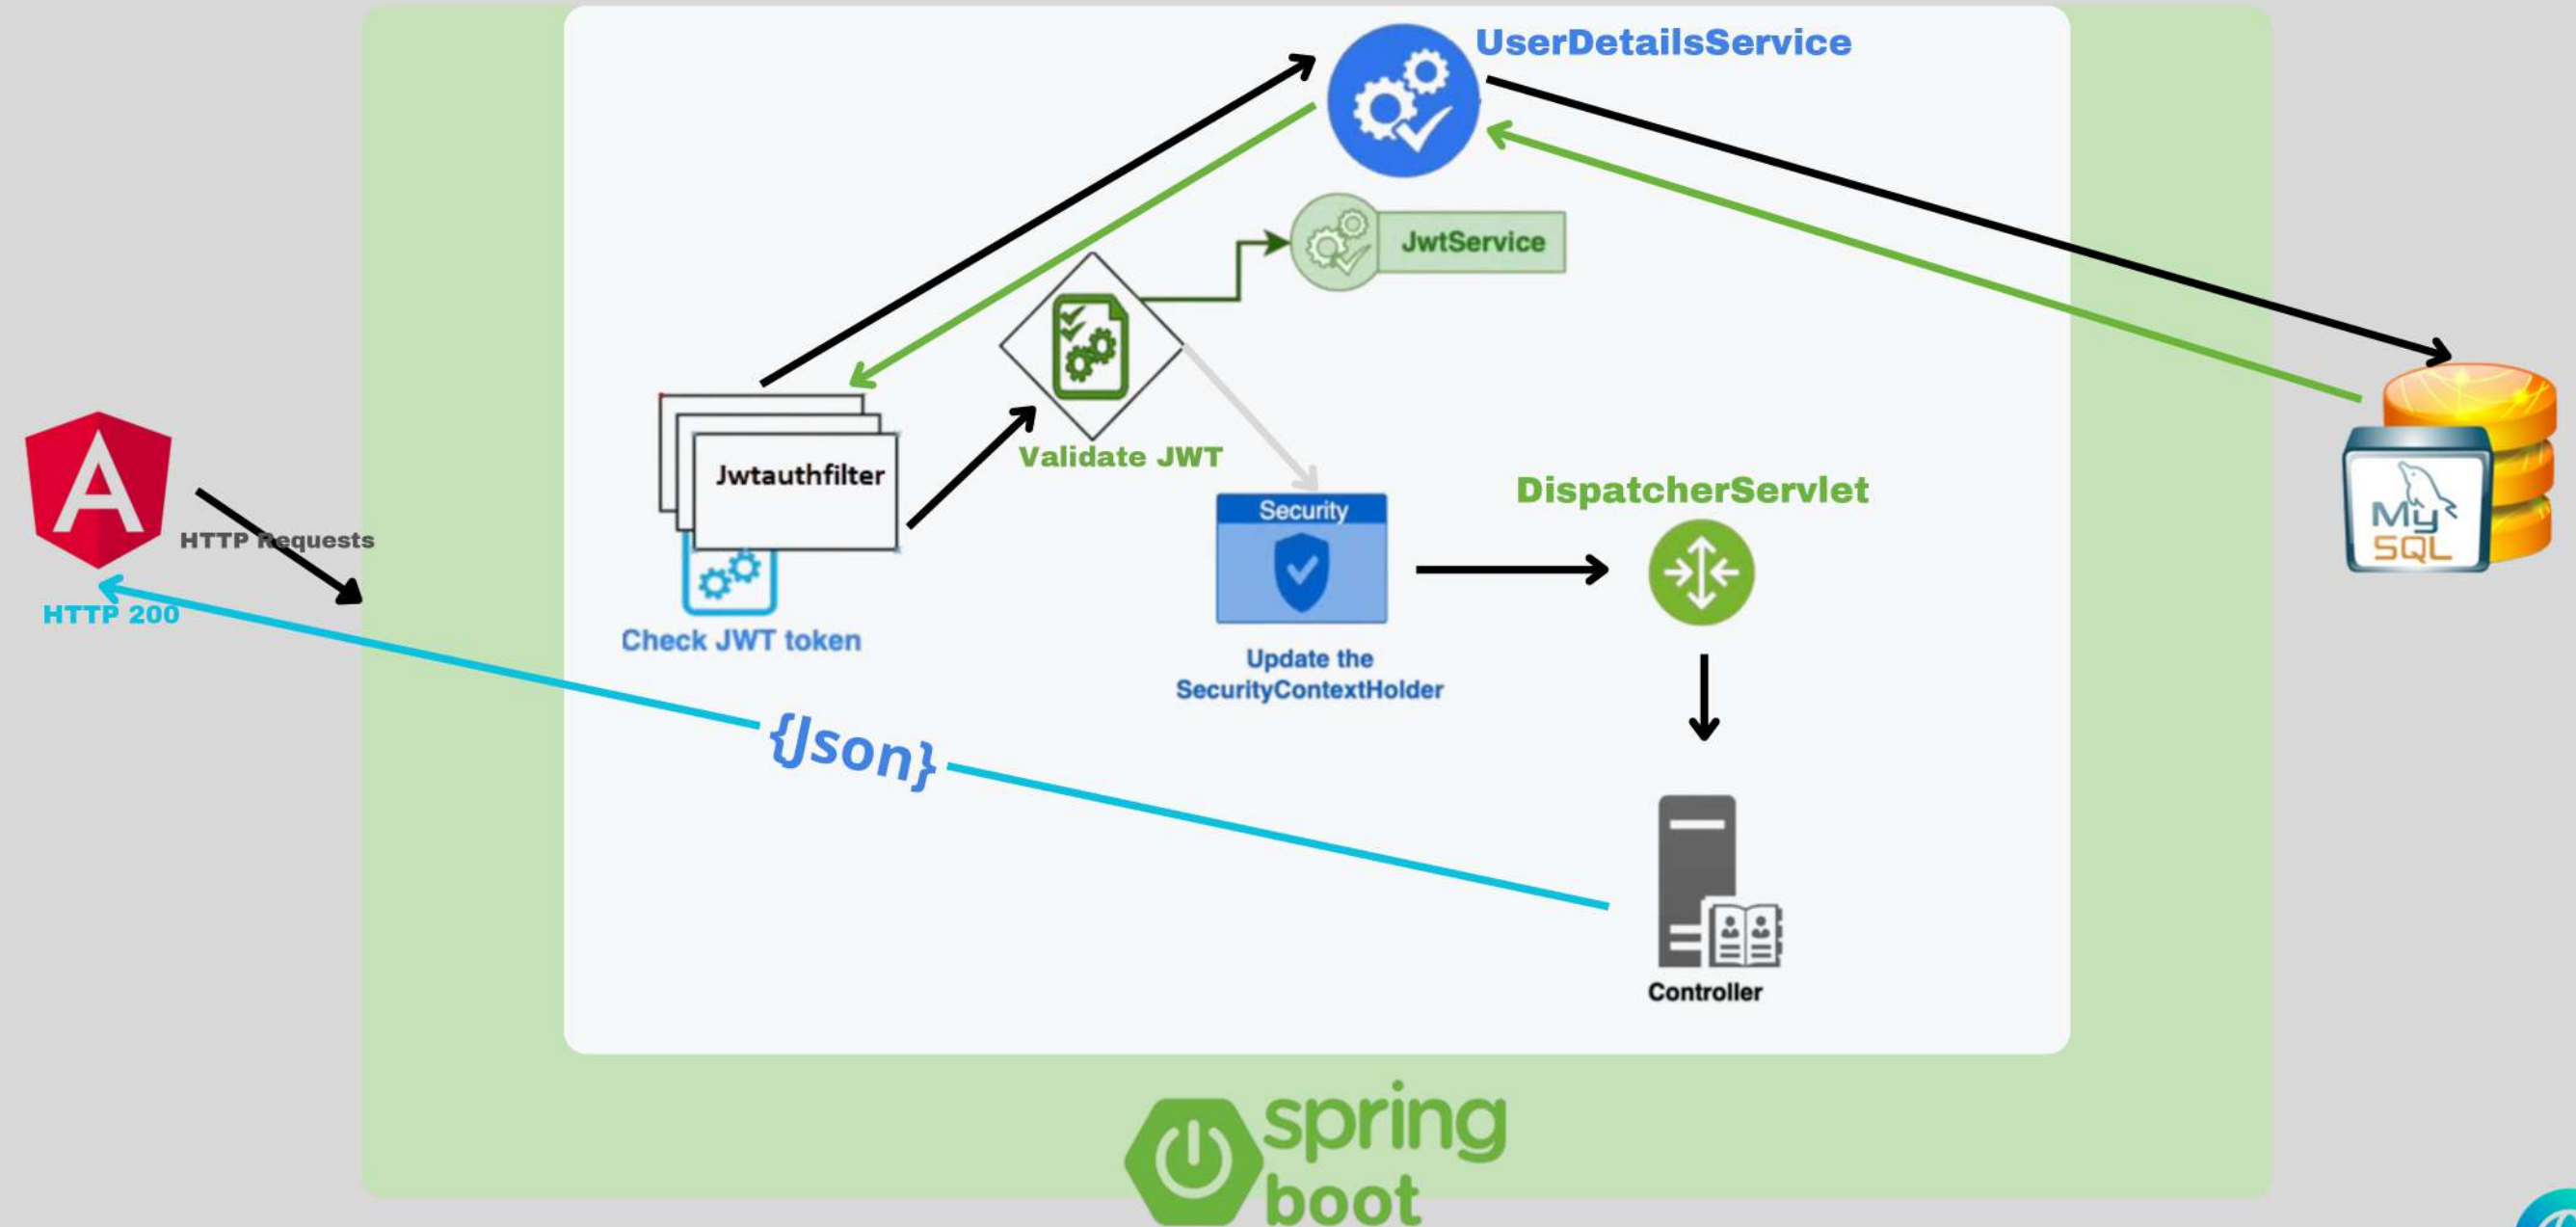 UserDetailsService
JwtService
Jwtauthfilter
Validate JWT
HTTP Requests
HTTP 200
Check JWT token
Security
Update the
SecurityContextHolder
DispatcherServlet
My
SQL
{Json}
Controller
spring
boot